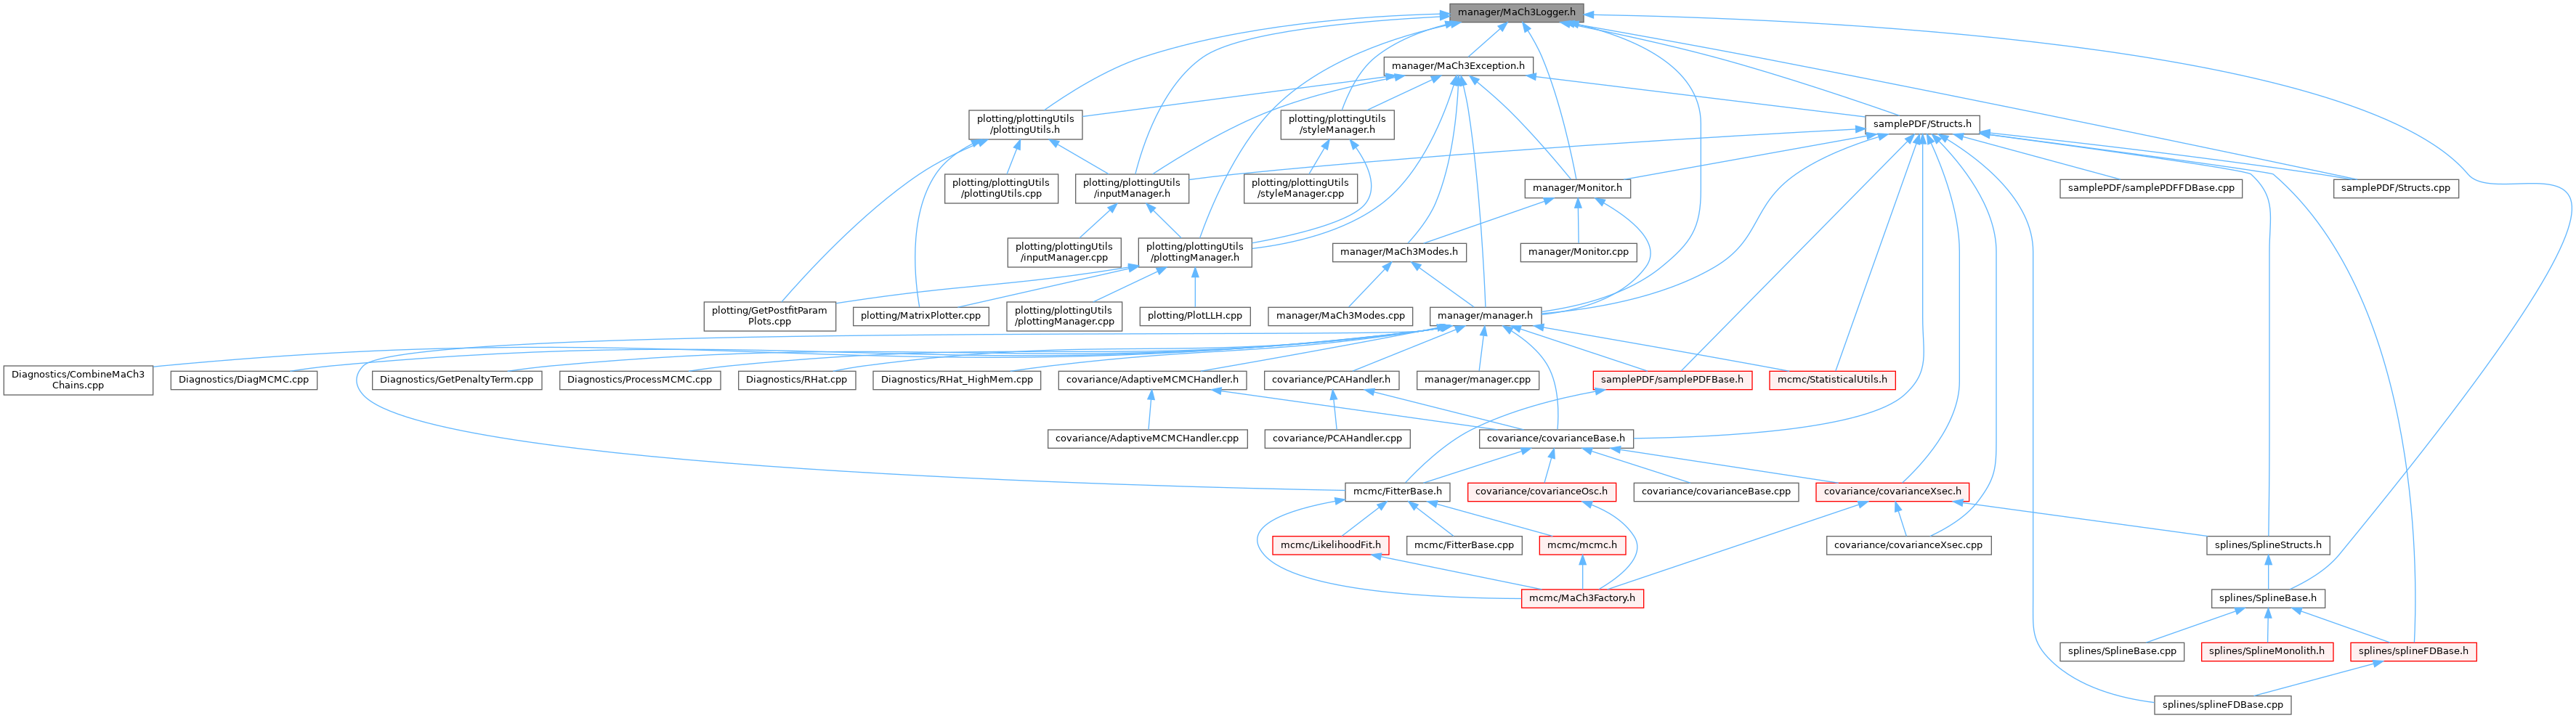 manager/MaCh3Logger.h
manager/MaCh3Exception.h
plotting/plottingUtils
/plottingUtils.h
plotting/plottingUtils
/styleManager.h
samplePDF/Structs.h
plotting/plottingUtils
/plottingUtils.cpp
plotting/plottingUtils
/inputManager.h
plotting/plottingUtils
/styleManager.cpp
manager/Monitor.h
samplePDF/samplePDFFDBase.cpp
samplePDF/Structs.cpp
plotting/plottingUtils
/inputManager.cpp
plotting/plottingUtils
/plottingManager.h
manager/MaCh3Modes.h
manager/Monitor.cpp
plotting/GetPostfitParam
Plots.cpp
plotting/MatrixPlotter.cpp
plotting/plottingUtils
/plottingManager.cpp
plotting/PlotLLH.cpp
manager/MaCh3Modes.cpp
manager/manager.h
Diagnostics/CombineMaCh3
Chains.cpp
Diagnostics/DiagMCMC.cpp
Diagnostics/GetPenaltyTerm.cpp
Diagnostics/ProcessMCMC.cpp
Diagnostics/RHat.cpp
Diagnostics/RHat_HighMem.cpp
covariance/AdaptiveMCMCHandler.h
covariance/PCAHandler.h
manager/manager.cpp
samplePDF/samplePDFBase.h
mcmc/StatisticalUtils.h
covariance/AdaptiveMCMCHandler.cpp
covariance/PCAHandler.cpp
covariance/covarianceBase.h
mcmc/FitterBase.h
covariance/covarianceOsc.h
covariance/covarianceBase.cpp
covariance/covarianceXsec.h
mcmc/LikelihoodFit.h
mcmc/FitterBase.cpp
mcmc/mcmc.h
covariance/covarianceXsec.cpp
splines/SplineStructs.h
mcmc/MaCh3Factory.h
splines/SplineBase.h
splines/SplineBase.cpp
splines/SplineMonolith.h
splines/splineFDBase.h
splines/splineFDBase.cpp